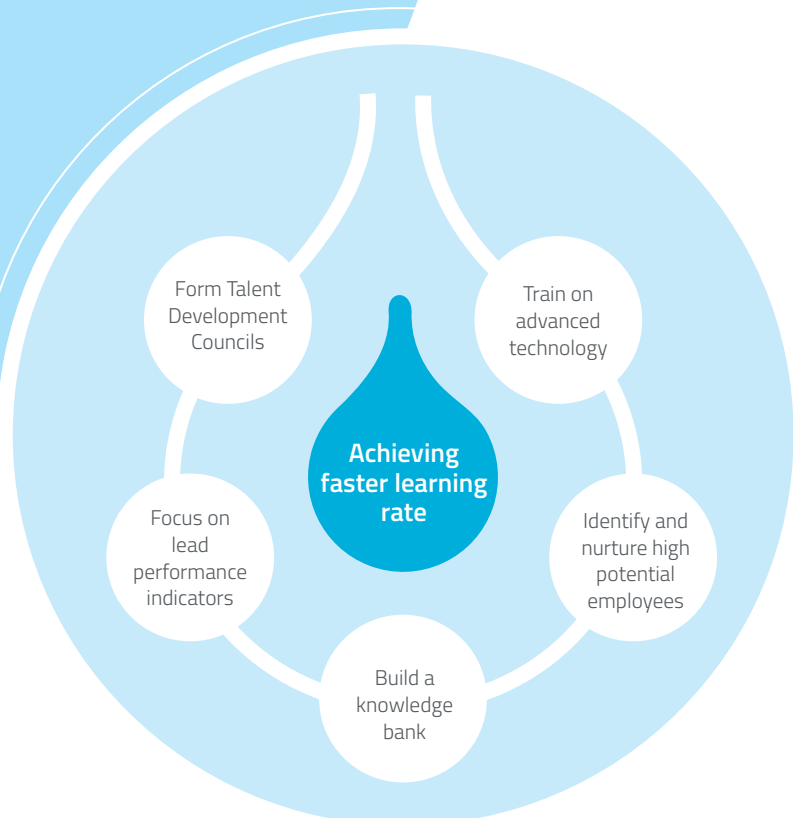 Form Talent
Development
Councils
Train on
advanced
technology
Achieving
faster learning
rate
Focus on
lead
performance
indicators
Identify and
nurture high
potential
employees
Build a
knowledge
bank